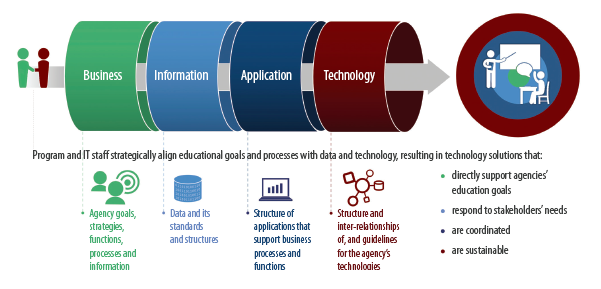 Business
Information
Application
Technology
Program and IT staff strategically align educational goals and processes with data and technology, resulting in technology solutions that:
Agency goals,
strategies,
functions,
processes and
information
Data and its
standards
and structures
Structure of
applications that
support business
processes and
functions
Structure and
inter-relationships
of, and guidelines
for the agency's
technologies
directly support agencies'
education goals
respond to stakeholders' needs
are coordinated
are sustainable